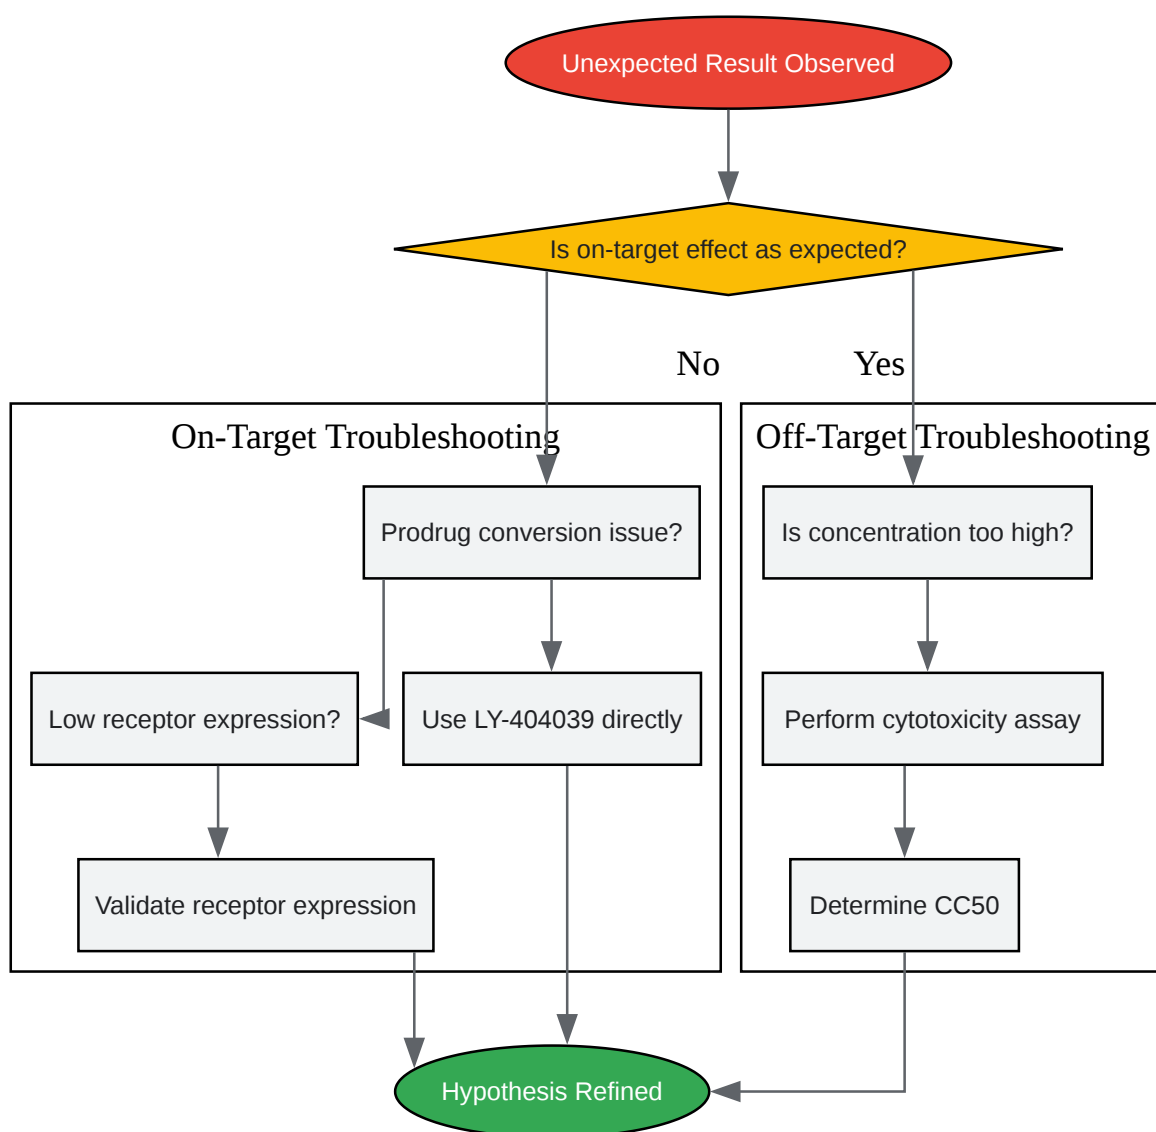 Unexpected Result Observed
Is on-target effect as expected?
No
Yes
On-Target Troubleshooting
Off-Target Troubleshooting
Prodrug conversion issue?
Is concentration too high?
Low receptor expression?
Use LY-404039 directly
Perform cytotoxicity assay
Validate receptor expression
Determine CC50
Hypothesis Refined